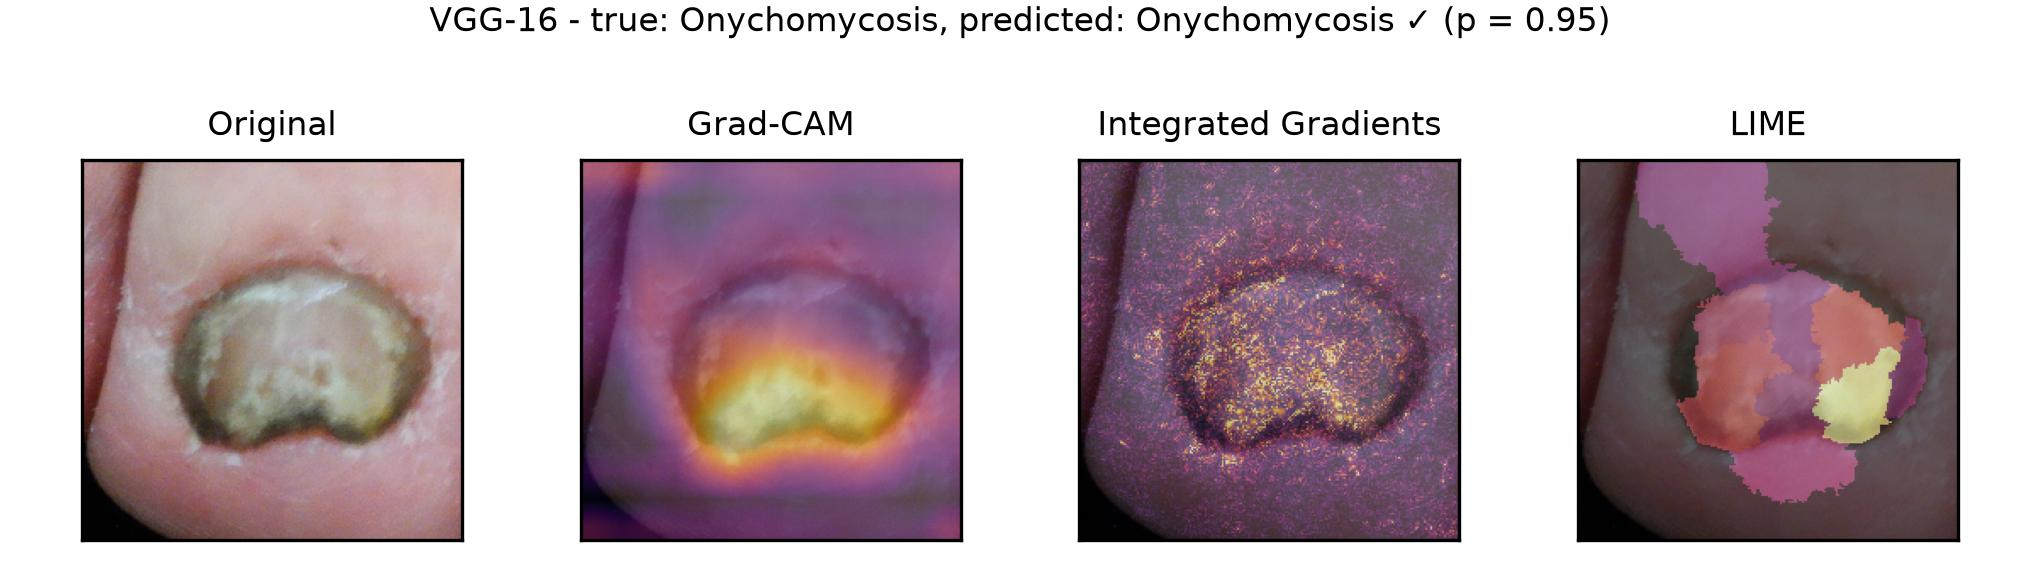 VGG-16 - true: Onychomycosis, predicted: Onychomycosis ✓ (p = 0.95)
Original
Grad-CAM
Integrated Gradients
LIME